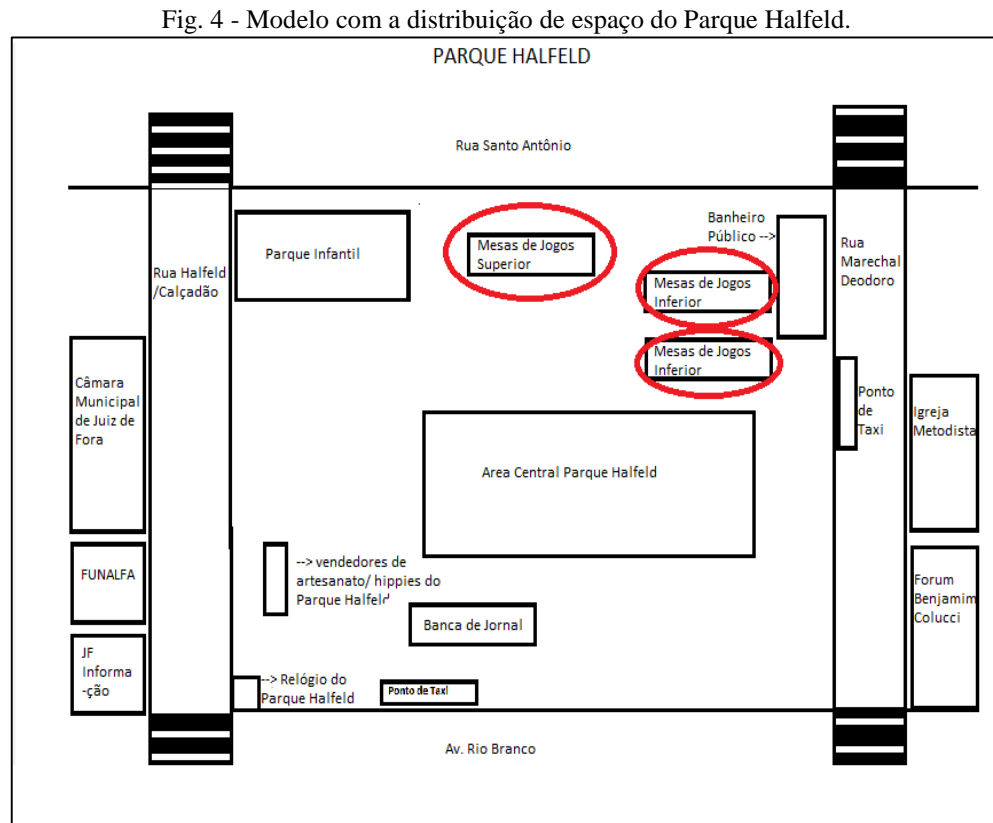 Fig. 4 - Modelo com a distribuição de espaço do Parque Halfeld.
PARQUE HALFELD
Rua Santo Antônio
Rua Halfeld
/Calçadão
Parque Infantil
Mesas de Jogos
Superior
Banheiro
Público -->
Mesas de Jogos
Inferior
Mesas de Jogos
Inferior
Rua
Marechal
Deodoro
Câmara
Municipal
de Juiz de
Fora
Ponto
de
Taxi
Igreja
Metodista
Area Central Parque Halfeld
FUNALFA
--> vendedores de
artesanato/ hippies do
Parque Halfeld
Banca de Jornal
Forum
Benjamim
Colucci
JF
Informa
-ção
--> Relógio do
Parque Halfeld
Ponto de Taxi
Av. Rio Branco